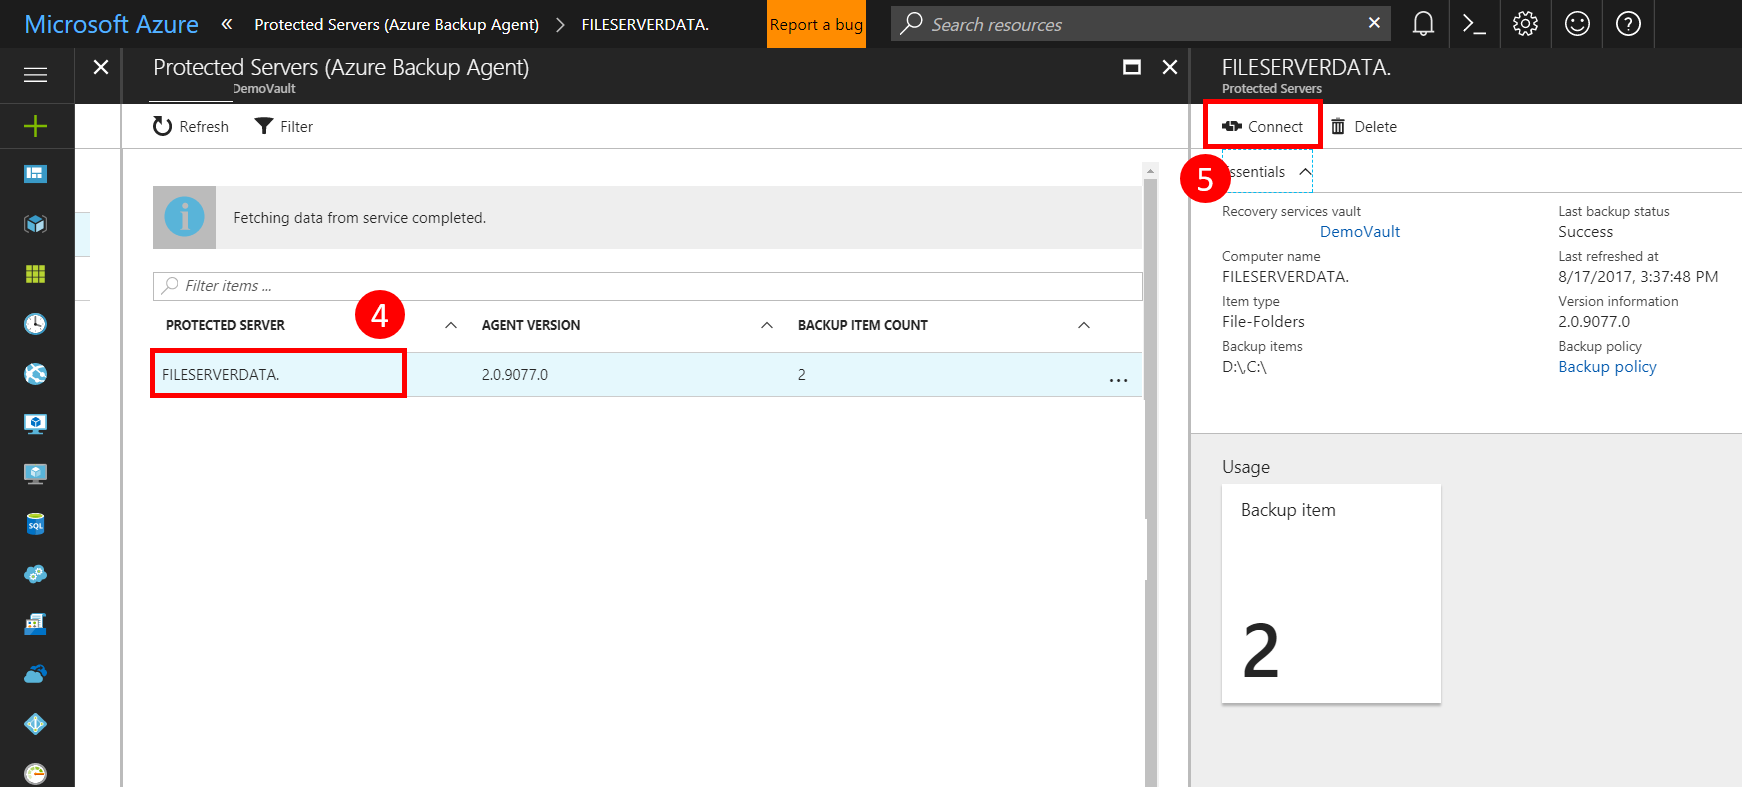 Microsoft Azure « Protected Servers (Azure Backup Agent) > FILESERVERDATA. Report a bug Search resources
Protected Servers (Azure Backup Agent)
DemoVault
Refresh Filter
Fetching data from service completed.
Filter items ...
4
PROTECTED SERVER AGENT VERSION BACKUP ITEM COUNT
FILESERVERDATA. 2.0.9077.0 2 ...
SQL
FILESERVERDATA.
Protected Servers
Connect Delete
5
ssentials
Recovery services vault
DemoVault
Computer name
FILESERVERDATA.
Item type
File-Folders
Backup items
D:\,C:\
Last backup status
Success
Last refreshed at
8/17/2017, 3:37:48 PM
Version information
2.0.9077.0
Backup policy
Backup policy
Usage
Backup item
2